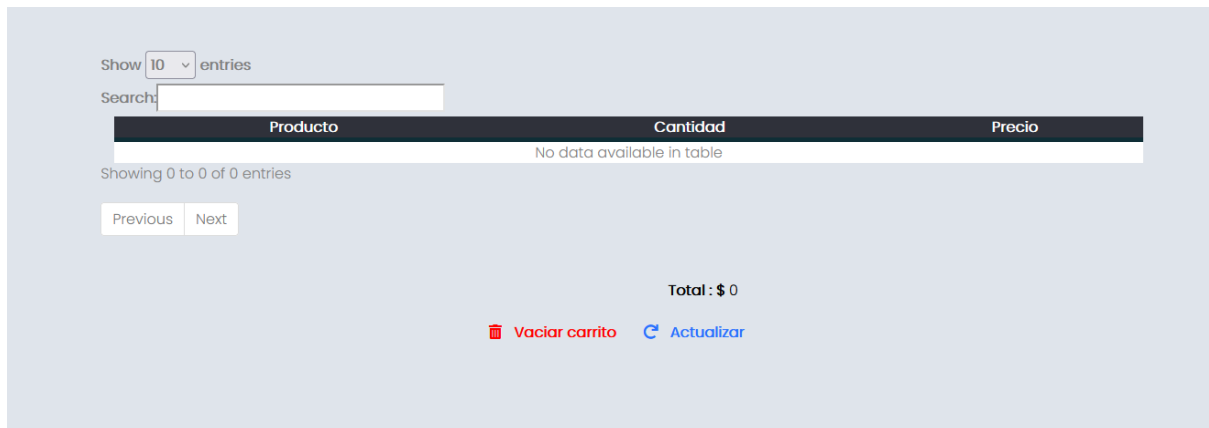 Show 10 entries
Search:
Producto Cantidad Precio
No data available in table
Showing 0 to 0 of 0 entries
Previous Next
Total : $ 0
Vaciar carrito Actualizar